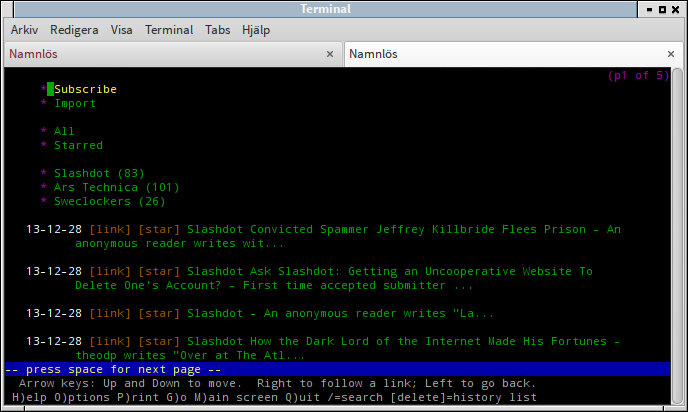 Terminal
Arkiv Redigera Visa Terminal Tabs Hjälp
Namnlös × Namnlös ×
(p1 of 5)
* Subscribe
* Import
* All
* Starred
* Slashdot (83)
* Ars Technica (101)
* Sweclockers (26)
13-12-28 [link] [star] Slashdot Convicted Spammer Jeffrey Killbride Flees Prison - An
anonymous reader writes wit...
13-12-28 [link] [star] Slashdot Ask Slashdot: Getting an Uncooperative Website To
Delete One's Account? - First time accepted submitter ...
13-12-28 [link] [star] Slashdot - An anonymous reader writes "La...
13-12-28 [link] [star] Slashdot How the Dark Lord of the Internet Made His Fortunes -
theodp writes "Over at The Atl...
-- press space for next page --
Arrow keys: Up and Down to move. Right to follow a link; Left to go back.
H)elp O)ptions P)rint G)o M)ain screen Q)uit /=search [delete]=history list